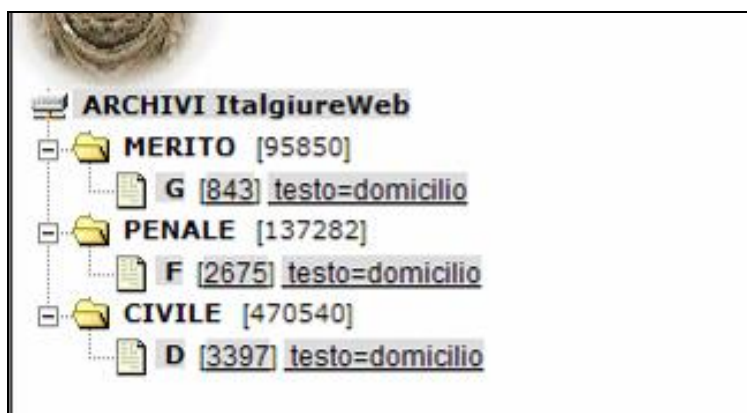 ARCHIVI ItalgiureWeb
MERITO [95850]
G [843] testo=domicilio
PENALE [137282]
F [2675] testo=domicilio
CIVILE [470540]
D [3397] testo=domicilio